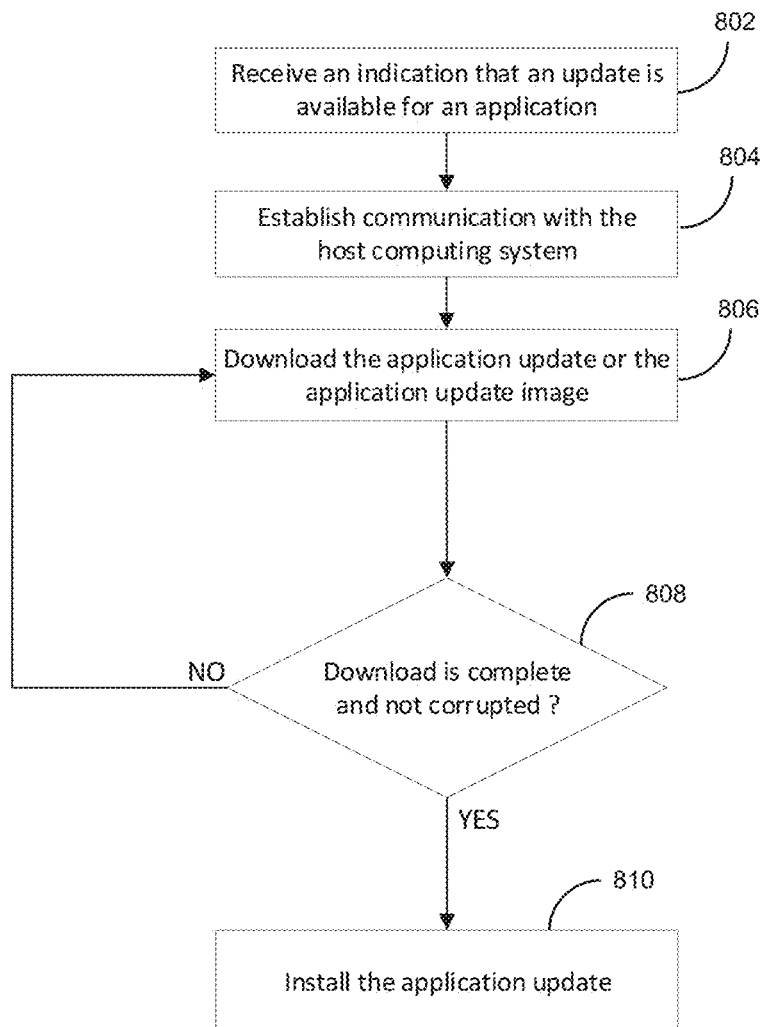 802
Receive an indication that an update is
available for an application
804
Establish communication with the
host computing system
806
Download the application update or the
application update image
808
Download is complete
and not corrupted ?
NO
YES
810
Install the application update